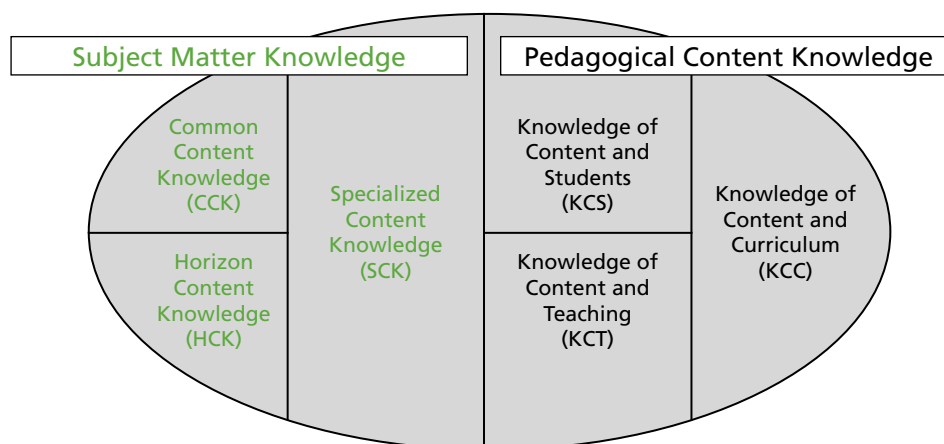 Subject Matter Knowledge
Pedagogical Content Knowledge
Common
Content
Knowledge
(CCK)
Horizon
Content
Knowledge
(HCK)
Specialized
Content
Knowledge
(SCK)
Knowledge of
Content and
Students
(KCS)
Knowledge of
Content and
Teaching
(KCT)
Knowledge of
Content and
Curriculum
(KCC)